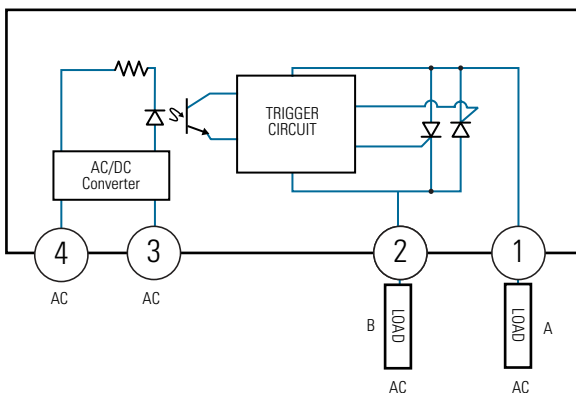 TRIGGER
CIRCUIT
AC/DC
Converter
4
3
2
1
AC
AC
B
LOAD
LOAD
A
AC
AC